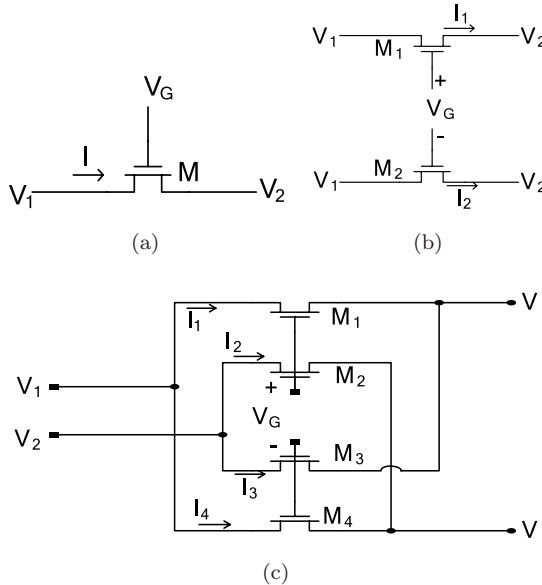 V_G
I
M
V_1
V_2
(a)
I_1
V_1
V_2
M_1
+
V_G
-
M_2
V_1
V_2
I_2
(b)
V
I_1
M_1
I_2
M_2
+
V_1
V_G
V_2
-
M_3
I_3
I_4
M_4
V
(c)